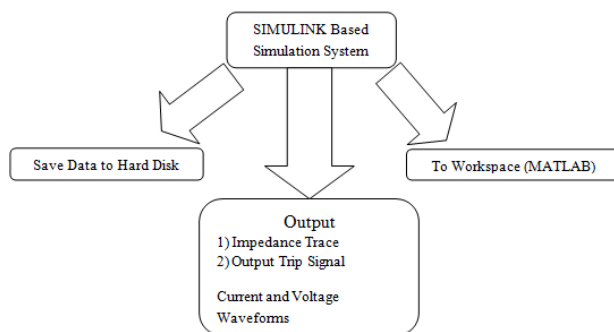 SIMULINK Based
Simulation System
Save Data to Hard Disk
To Workspace (MATLAB)
Output
1) Impedance Trace
2) Output Trip Signal
Current and Voltage
Waveforms